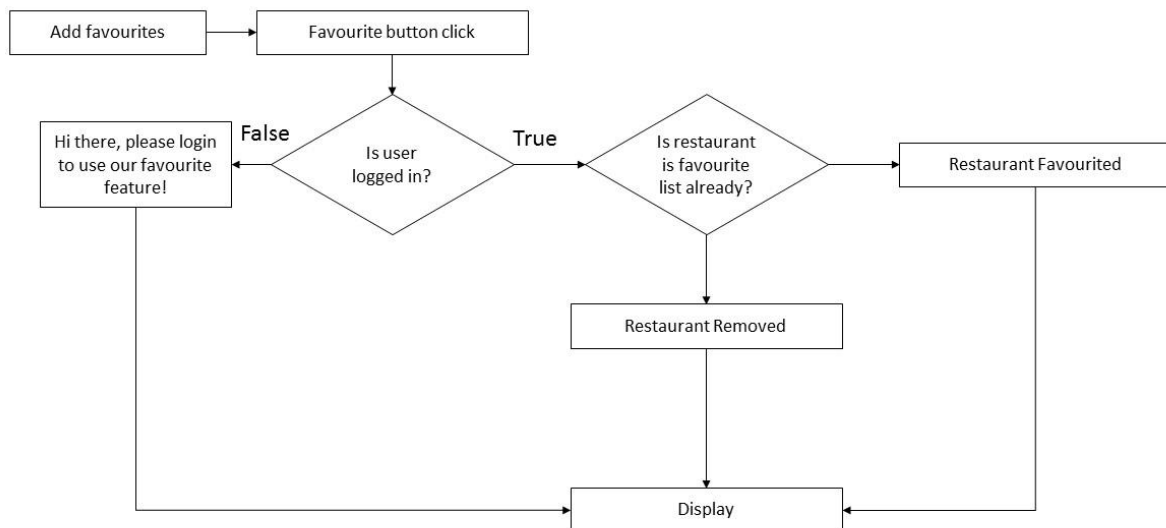 Add favourites
Favourite button click
False
True
Hi there, please login
to use our favourite
feature!
Is user
logged in?
Is restaurant
is favourite
list already?
Restaurant Favourited
Restaurant Removed
Display